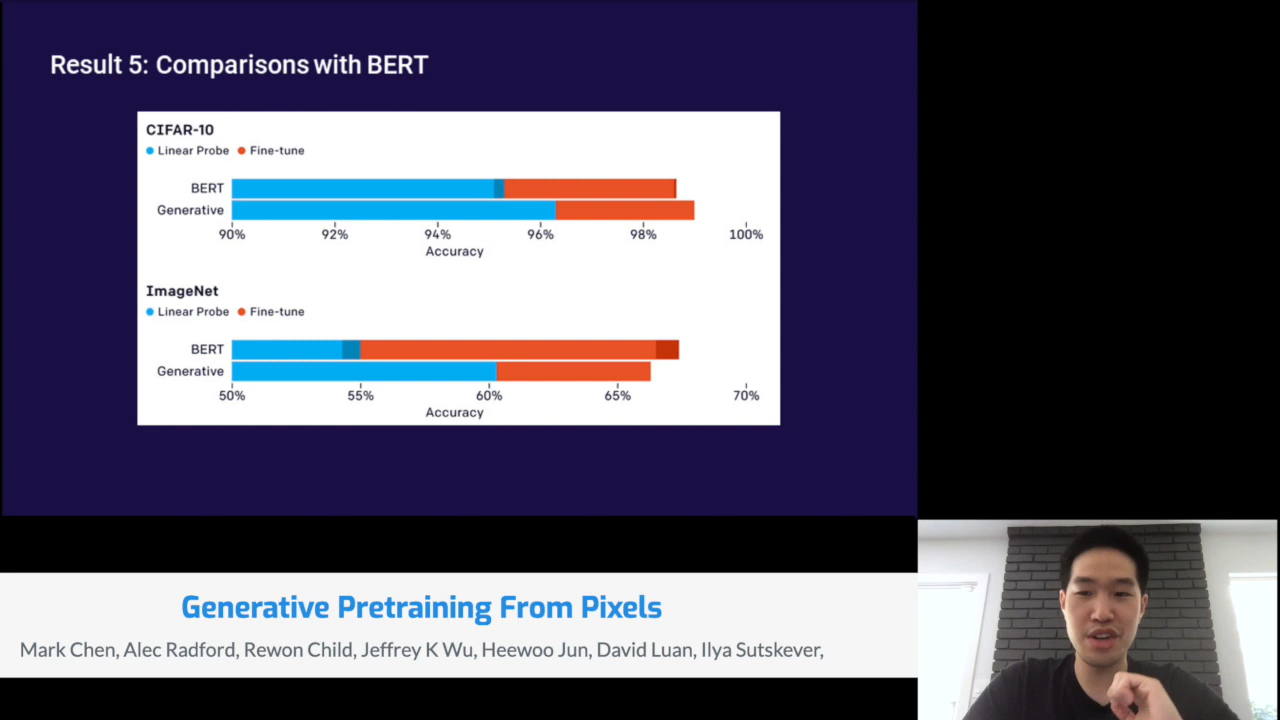 Result 5: Comparisons with BERT
CIFAR-10
Linear Probe Fine-tune
BERT
Generative
90% 92% 94% 96% 98% 100%
Accuracy
ImageNet
Linear Probe Fine-tune
BERT
Generative
50% 55% 60% 65% 70%
Accuracy
Generative Pretraining From Pixels
Mark Chen, Alec Radford, Rewon Child, Jeffrey K Wu, Heewoo Jun, David Luan, Ilya Sutskever,